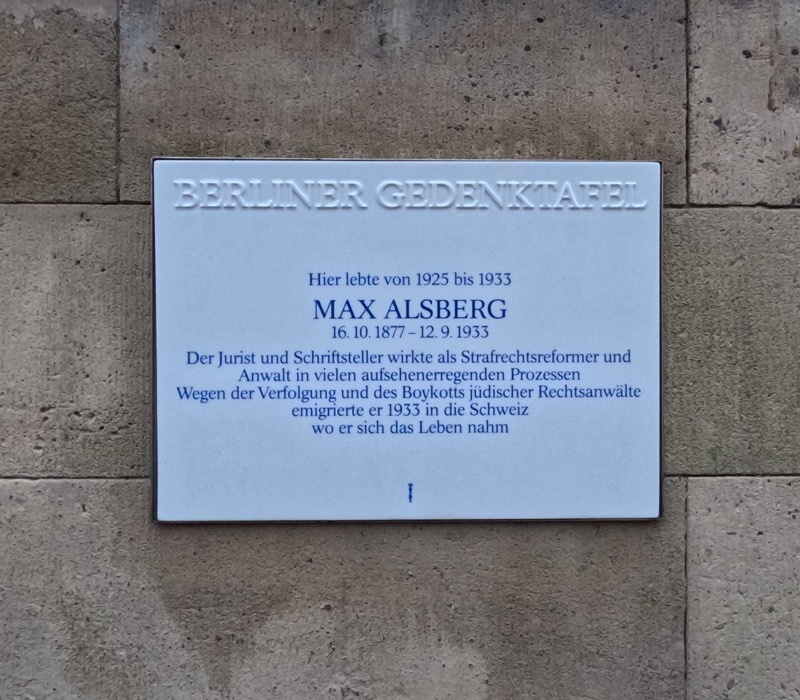 BERLINER GEDENKTAFEL
Hier lebte von 1925 bis 1933
MAX ALSBERG
16. 10. 1877 – 12. 9. 1933
Der Jurist und Schriftsteller wirkte als Strafrechtsreformer und
Anwalt in vielen aufsehenerregenden Prozessen
Wegen der Verfolgung und des Boykotts jüdischer Rechtsanwälte
emigrierte er 1933 in die Schweiz
wo er sich das Leben nahm